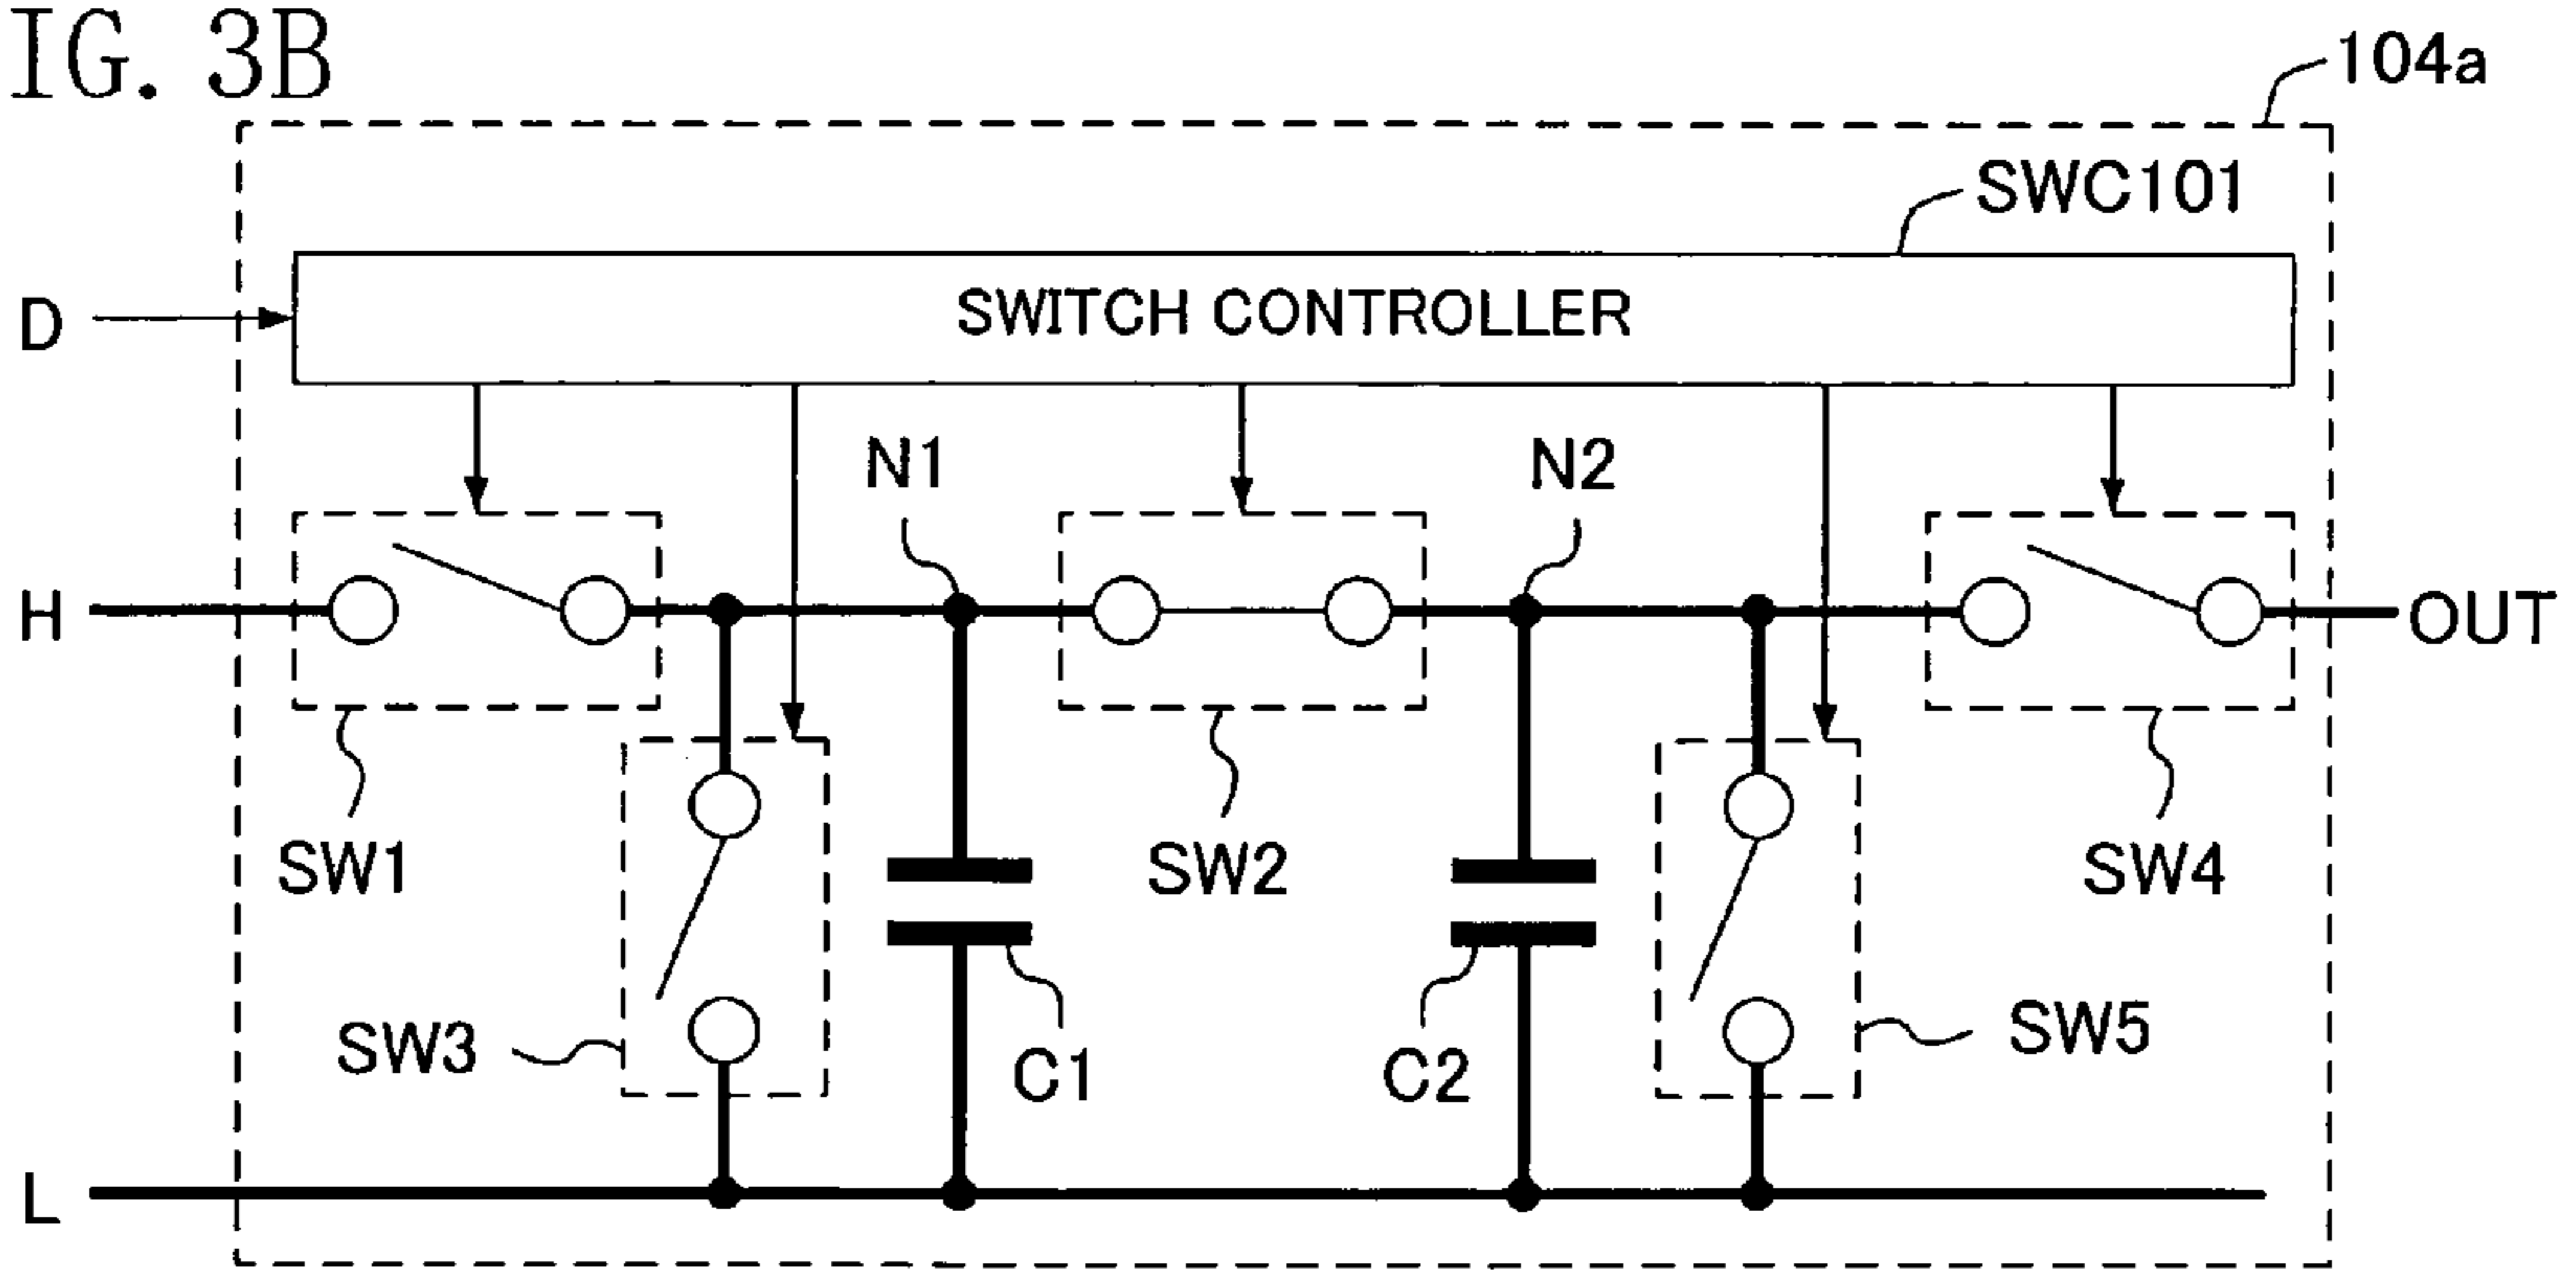 IG. 3B
104a
SWC101
D
SWITCH CONTROLLER
N1
N2
H
OUT
SW1
SW2
SW4
SW3
C1
C2
SW5
L